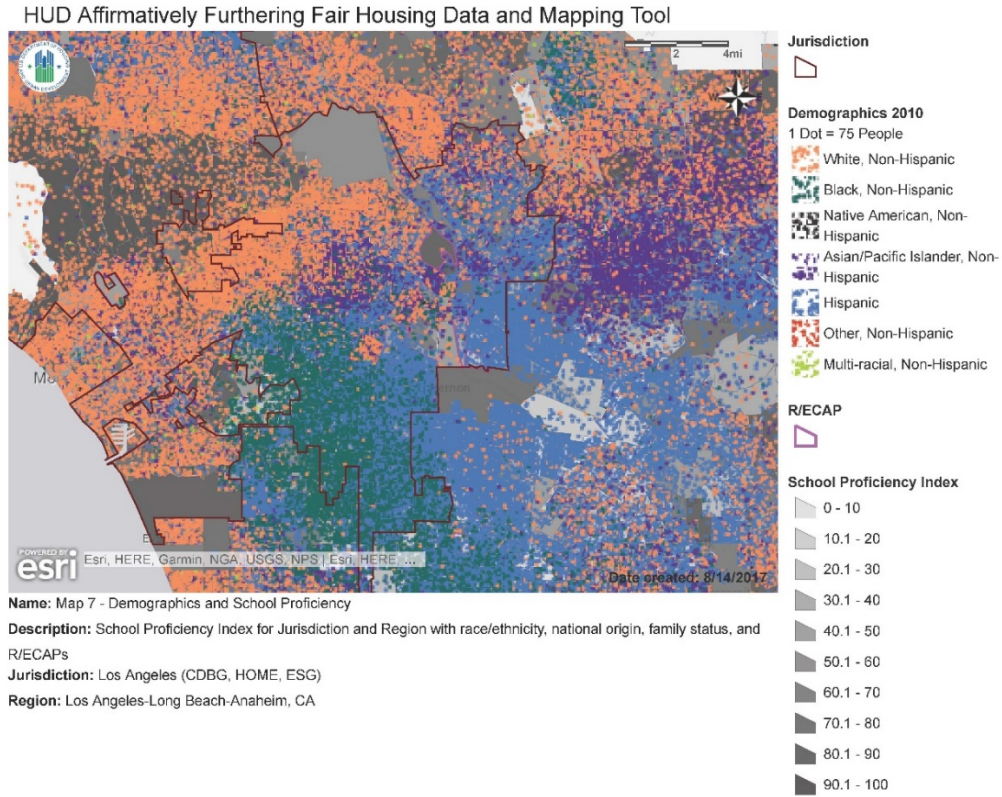 HUD Affirmatively Furthering Fair Housing Data and Mapping Tool
2 4mi
Mo
POWERED BY
esri
Esri, HERE, Garmin, NGA, USGS, NPS | Esri, HERE, ...
Date created: 8/14/2017
Name: Map 7 - Demographics and School Proficiency
Description: School Proficiency Index for Jurisdiction and Region with race/ethnicity, national origin, family status, and
R/ECAPs
Jurisdiction: Los Angeles (CDBG, HOME, ESG)
Region: Los Angeles-Long Beach-Anaheim, CA
Jurisdiction
Demographics 2010
1 Dot = 75 People
White, Non-Hispanic
Black, Non-Hispanic
Native American, Non-
Hispanic
Asian/Pacific Islander, Non-
Hispanic
Hispanic
Other, Non-Hispanic
Multi-racial, Non-Hispanic
R/ECAP
School Proficiency Index
0 - 10
10.1 - 20
20.1 - 30
30.1 - 40
40.1 - 50
50.1 - 60
60.1 - 70
70.1 - 80
80.1 - 90
90.1 - 100